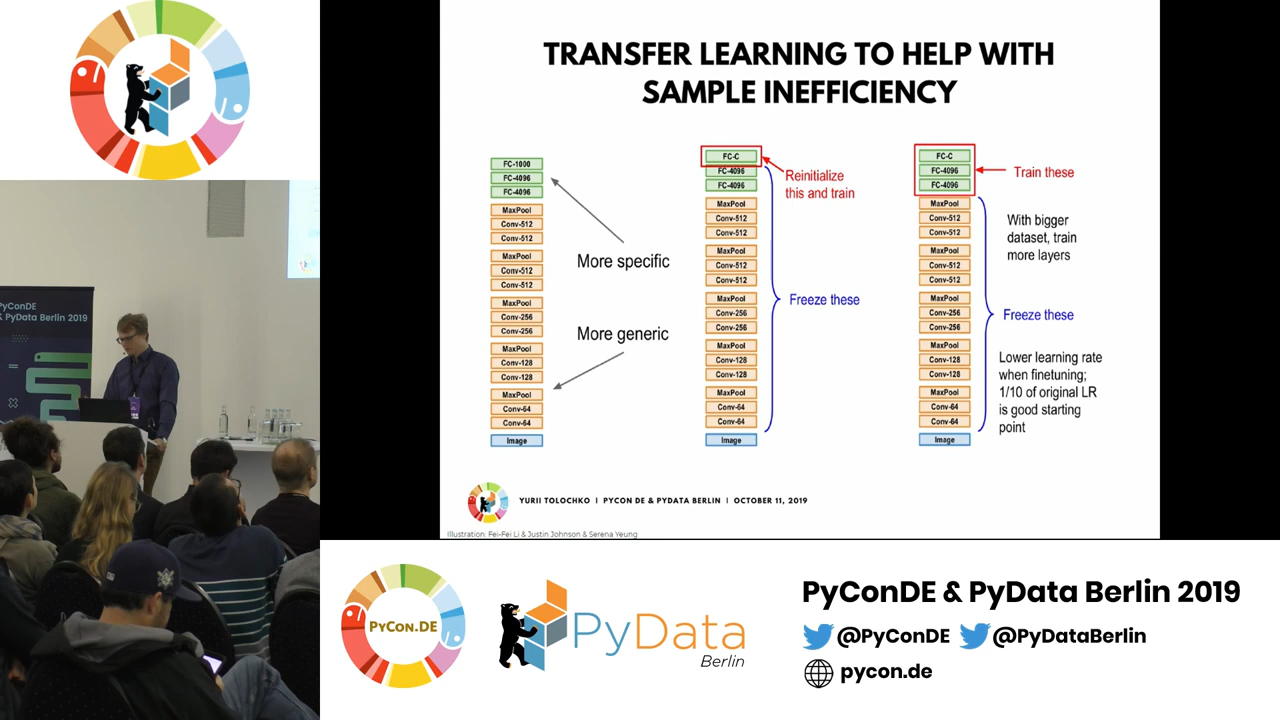 TRANSFER LEARNING TO HELP WITH
SAMPLE INEFFICIENCY
FC-1000
FC-4096
FC-4096
MaxPool
Conv-512
Conv-512
MaxPool
Conv-512
Conv-512
MaxPool
Conv-256
Conv-256
MaxPool
Conv-128
Conv-128
MaxPool
Conv-64
Conv-64
Image
More specific
More generic
FC-C
FC-4096
FC-4096
MaxPool
Conv-512
Conv-512
MaxPool
Conv-512
Conv-512
MaxPool
Conv-256
Conv-256
MaxPool
Conv-128
Conv-128
MaxPool
Conv-64
Conv-64
Image
Reinitialize
this and train
Freeze these
FC-C
FC-4096
FC-4096
MaxPool
Conv-512
Conv-512
MaxPool
Conv-512
Conv-512
MaxPool
Conv-256
Conv-256
MaxPool
Conv-128
Conv-128
MaxPool
Conv-64
Conv-64
Image
Train these
With bigger
dataset, train
more layers
Freeze these
Lower learning rate
when finetuning;
1/10 of original LR
is good starting
point
YURII TOLOCHKO | PYCON DE & PYDATA BERLIN | OCTOBER 11, 2019
Illustration: Fei-Fei Li & Justin Johnson & Serena Yeung
PyConDE
& PyData Berlin 2019
PYCON.DE
PyData
Berlin
PyConDE & PyData Berlin 2019
@PyConDE @PyDataBerlin
pycon.de